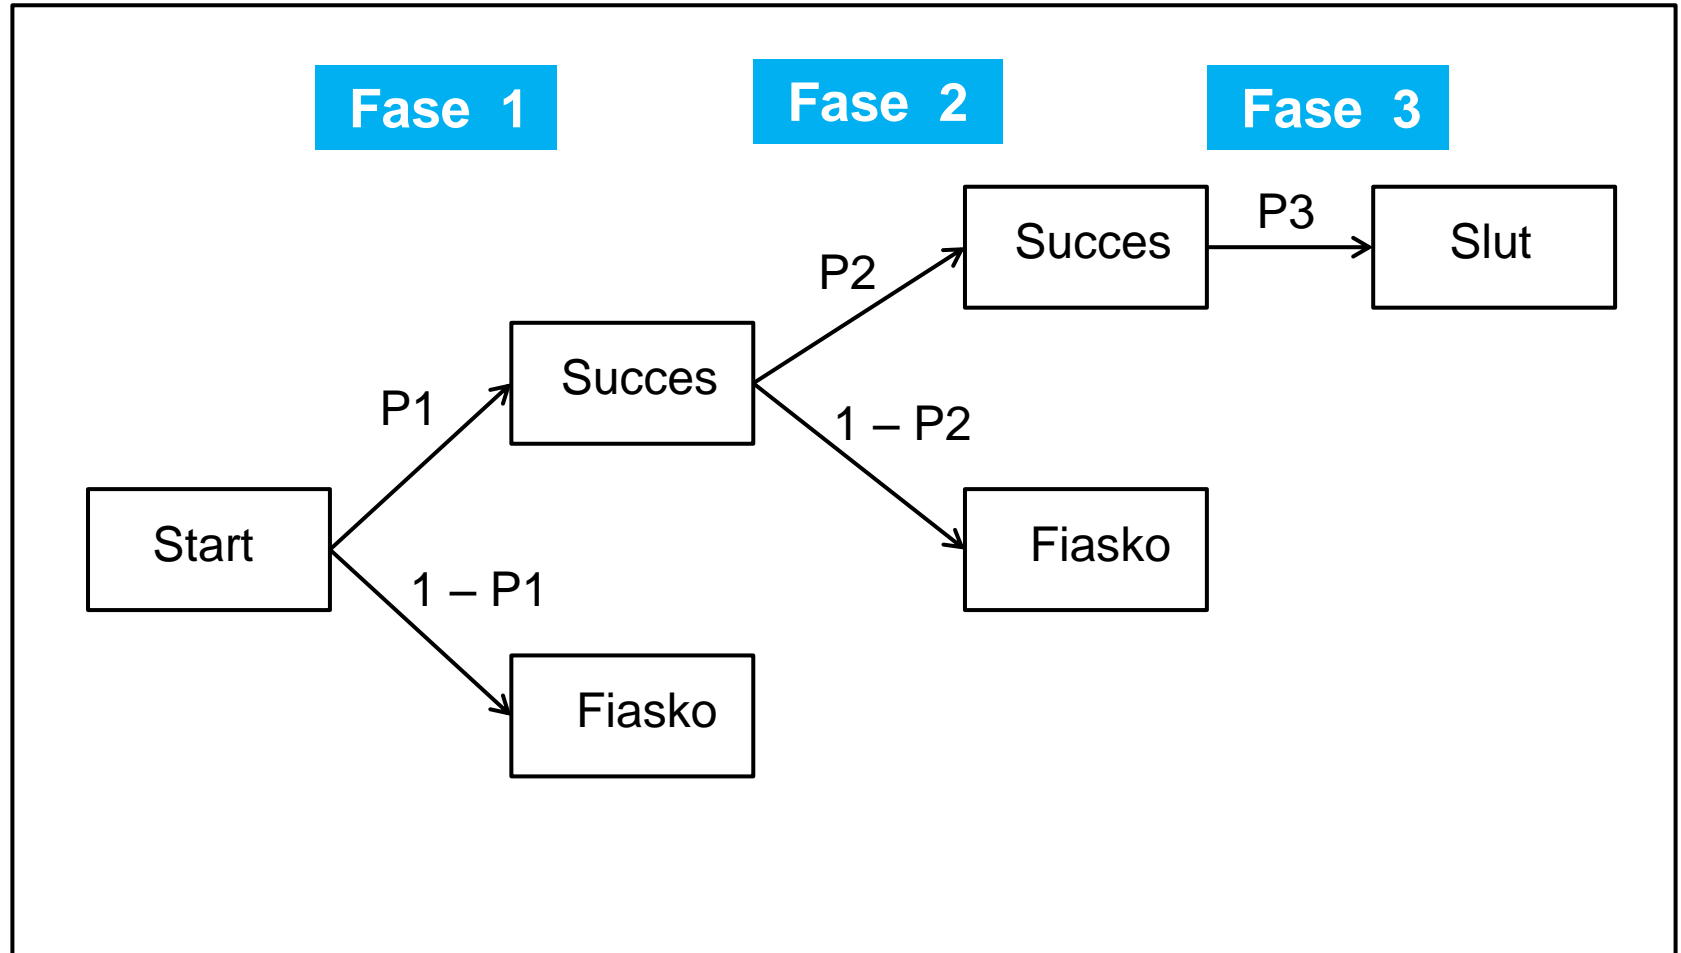 Fase 1
Fase 2
Fase 3
Succes
P3
Slut
P2
Succes
P1
1 – P2
Start
Fiasko
1 – P1
Fiasko